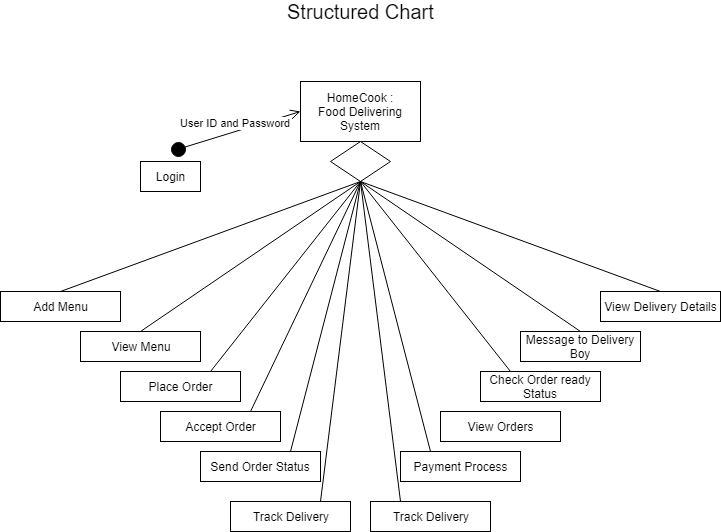 Structured Chart
HomeCook :
Food Delivering
System
User ID and Password
Login
Add Menu
View Delivery Details
View Menu
Message to Delivery
Boy
Place Order
Check Order ready
Status
Accept Order
View Orders
Send Order Status
Payment Process
Track Delivery
Track Delivery